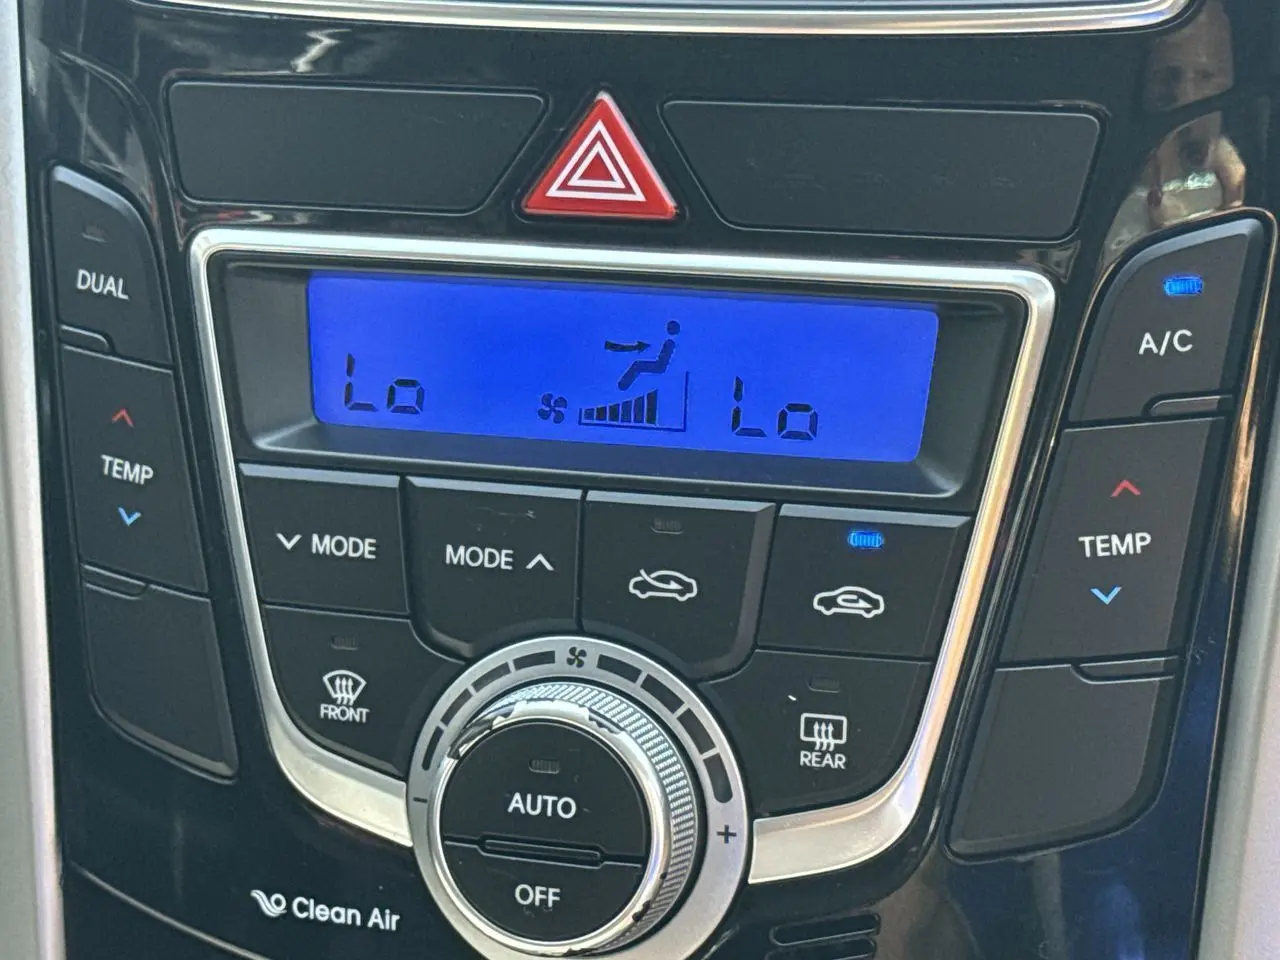 DUAL
A/C
Lo
Lo
TEMP
TEMP
MODE
MODE
FRONT
REAR
AUTO
OFF
+
-
Clean Air